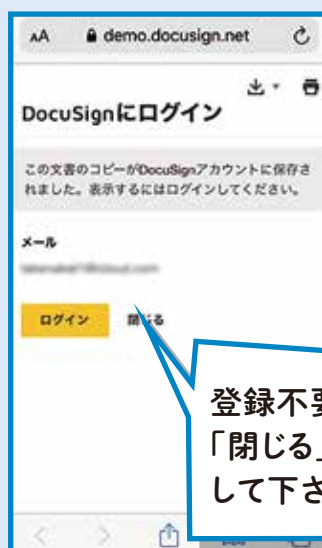 AA demo.docusign.net
DocuSignにログイン
この文書のコピーがDocuSignアカウントに保存さ
れました。表示するにはログインしてください。
メール
ログイン 閉じる
登録不要
「閉じる」
して下さ